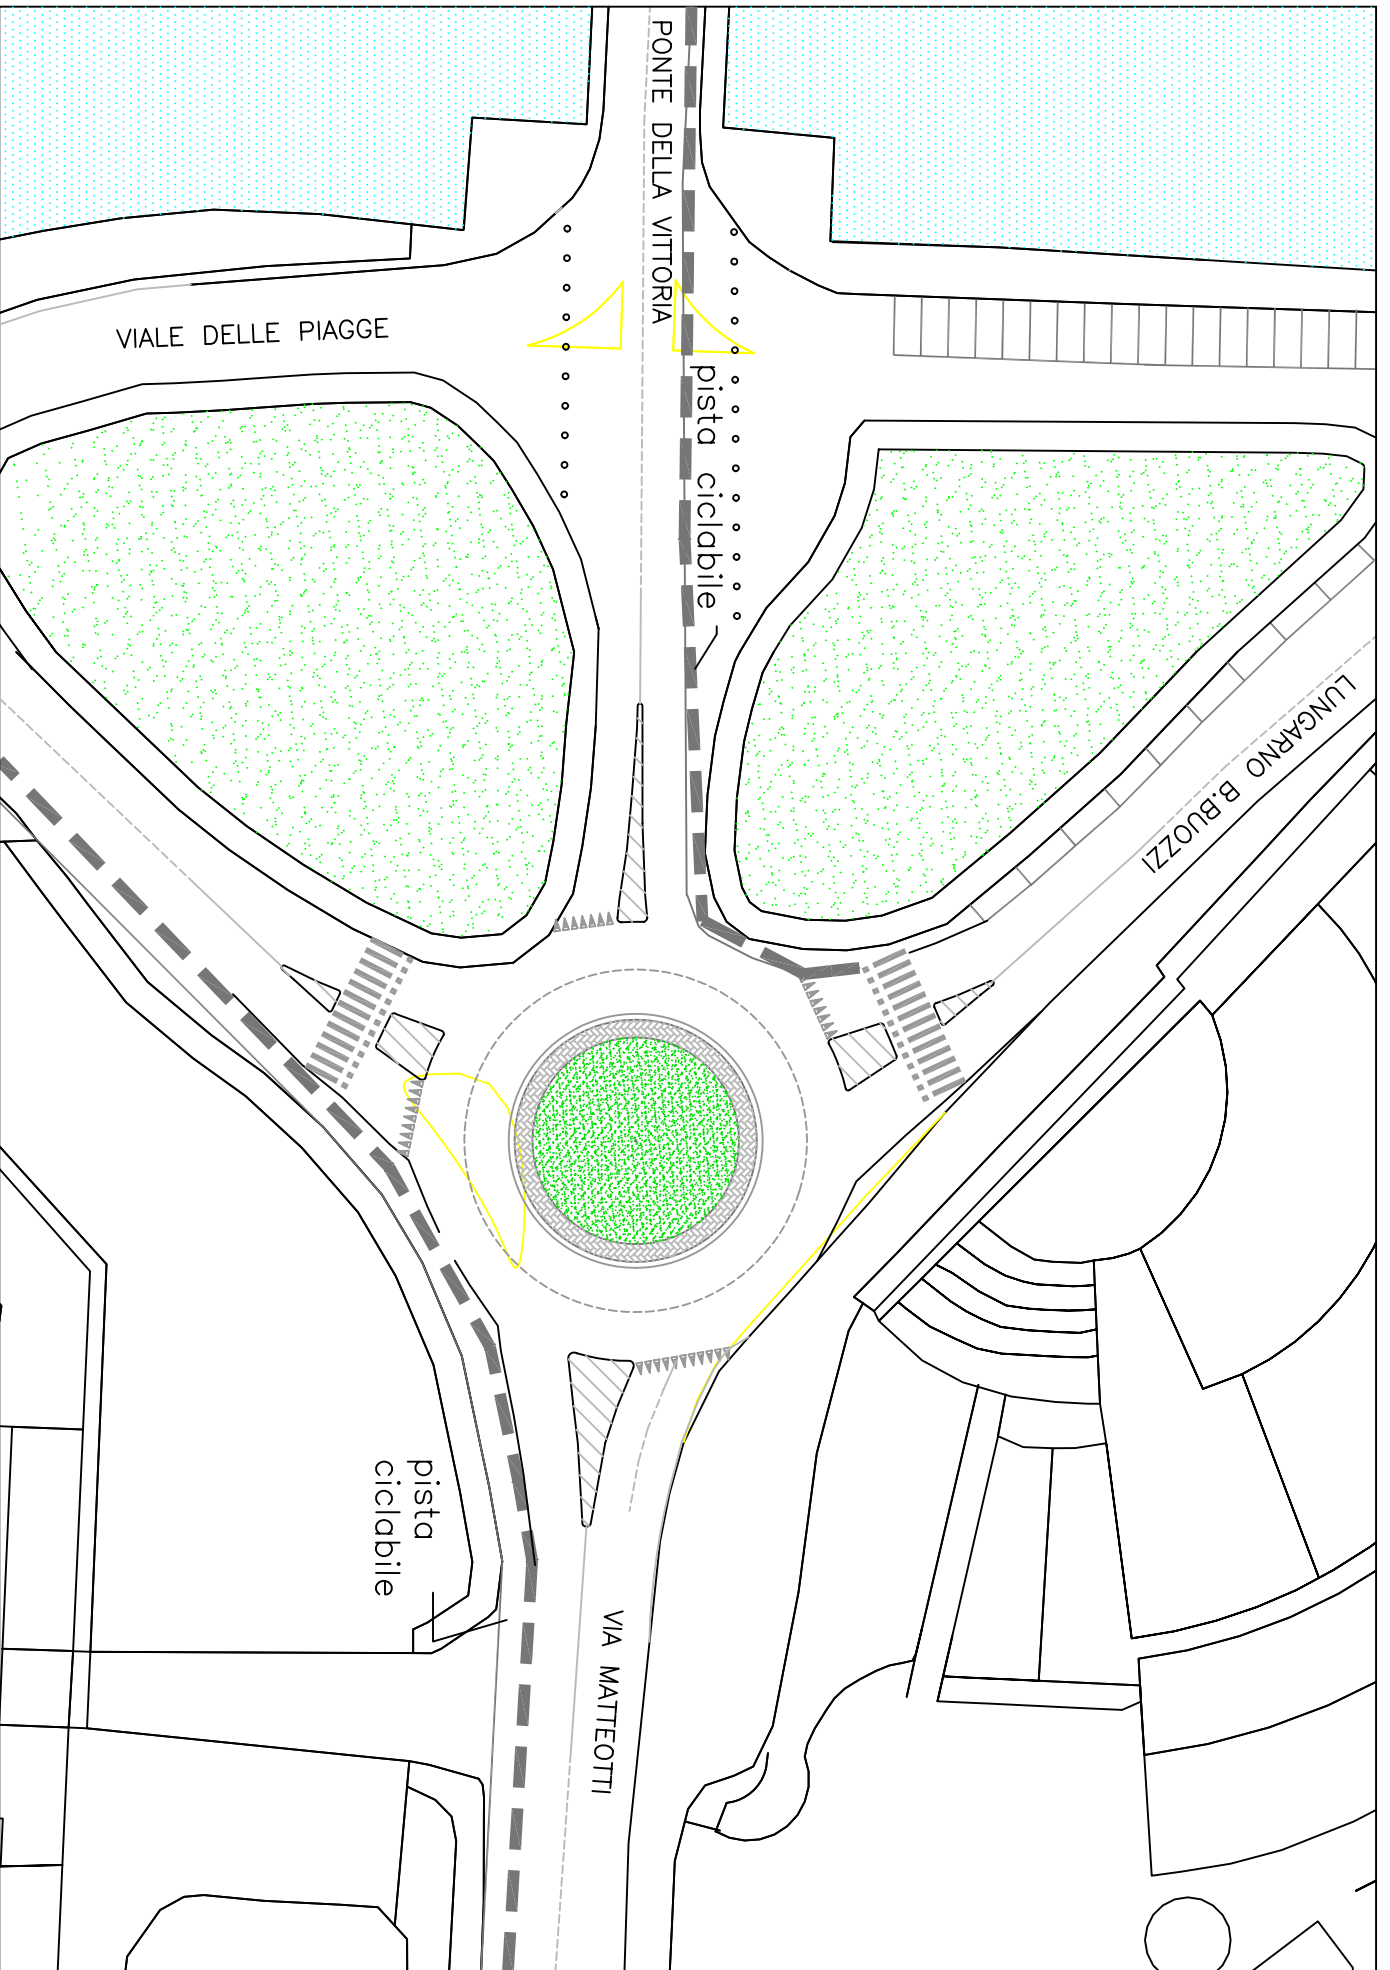 PONTE DELLA VITTORIA
VIALE DELLE PIAGGE
pista ciclabile
LUNGARNO B.BUOZZI
pista
ciclabile
VIA MATTEOTTI